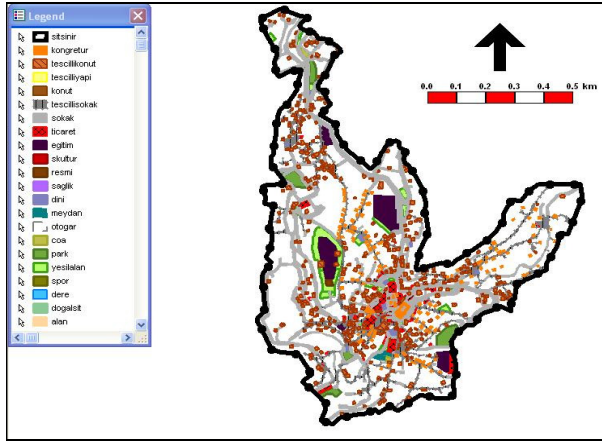 Legend
sitsinir
kongretur
tescillikonut
tescilliyapi
konut
tescillisokak
sokak
ticaret
egitim
skultur
resmi
saglik
dini
meydan
otogar
coa
park
yesilalan
spor
dere
dogalsit
alan
0.0 0.1 0.2 0.3 0.4 0.5 km